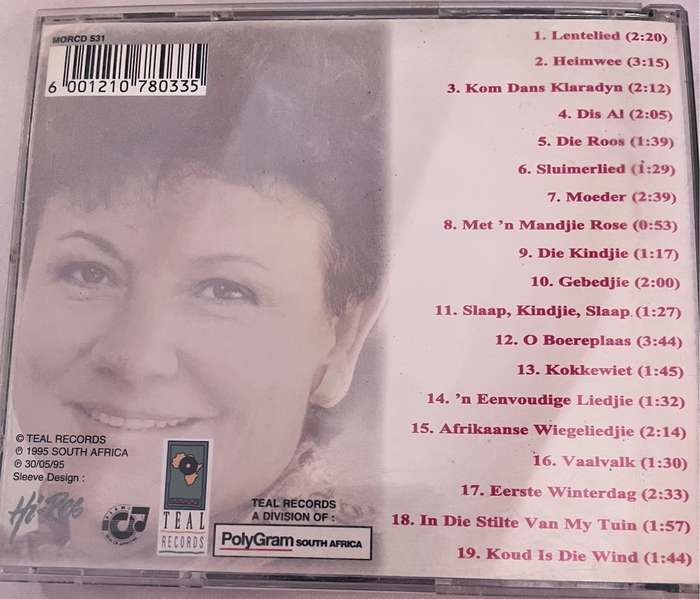 MORCD 531
6 001210 780335
1. Lentelied (2:20)
2. Heimwee (3:15)
3. Kom Dans Klaradyn (2:12)
4. Dis Al (2:05)
5. Die Roos (1:39)
6. Sluimerlied (1:29)
7. Moeder (2:39)
8. Met 'n Mandjie Rose (0:53)
9. Die Kindjie (1:17)
10. Gebedjie (2:00)
11. Slaap, Kindjie, Slaap (1:27)
12. O Boereplaas (3:44)
13. Kokkewiet (1:45)
14. 'n Eenvoudige Liedjie (1:32)
15. Afrikaanse Wiegeliedjie (2:14)
16. Vaalvalk (1:30)
17. Eerste Winterdag (2:33)
18. In Die Stilte Van My Tuin (1:57)
19. Koud Is Die Wind (1:44)
© TEAL RECORDS
℗ 1995 SOUTH AFRICA
℗ 30/05/95
Sleeve Design :
TEAL
RECORDS
TEAL RECORDS
A DIVISION OF :
PolyGram SOUTH AFRICA